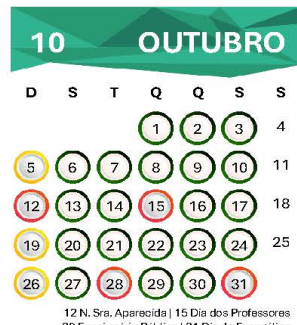 10 OUTUBRO
D S T Q Q S S
1 2 3 4
5 6 7 8 9 10 11
12 13 14 15 16 17 18
19 20 21 22 23 24 25
26 27 28 29 30 31
12 N. Sra. Aparecida | 15 Dia dos Professores